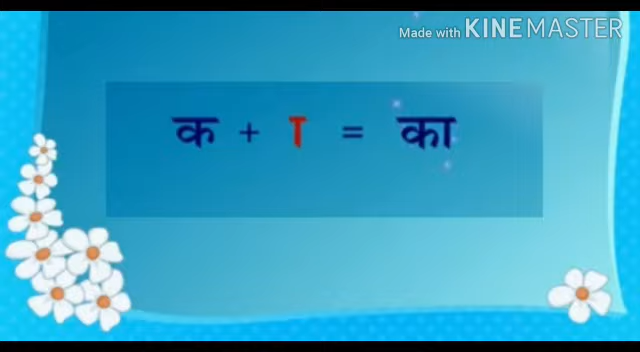 Made with KINEMASTER
क + ा = का